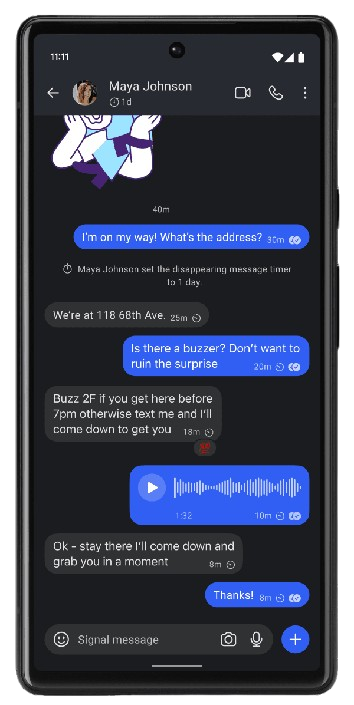 11:11
Maya Johnson
1d
40m
I'm on my way! What's the address? 30m
Maya Johnson set the disappearing message timer
to 1 day
We're at 118 68th Ave. 25m
Is there a buzzer? Don't want to
ruin the surprise 20m
Buzz 2F if you get here before
7pm otherwise text me and I'll
come down to get you 18m
💯
1:32 10m
Ok – stay there I'll come down and
grab you in a moment 8m
Thanks! 8m
Signal message